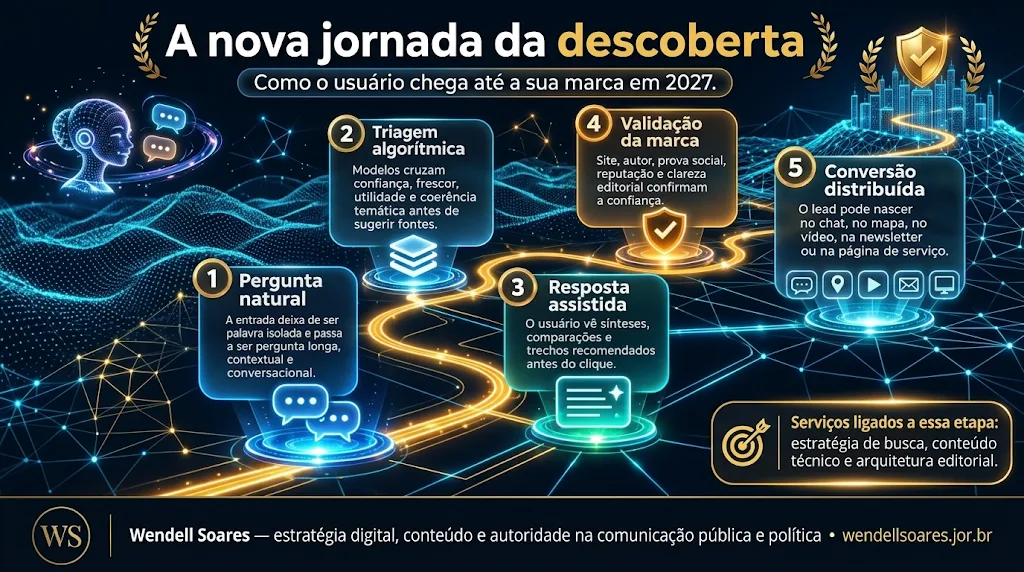 A nova jornada da descoberta
Como o usuário chega até a sua marca em 2027.
1
Pergunta
natural
A entrada deixa de ser
palavra isolada e passa
a ser pergunta longa,
contextual e
conversacional.
2
Triagem
algorítmica
Modelos cruzam
confiança, frescor,
utilidade e coerência
temática antes de
sugerir fontes.
3
Resposta
assistida
O usuário vê sínteses,
comparações e
trechos recomendados
antes do clique.
4
Validação
da marca
Site, autor, prova social,
reputação e clareza
editorial confirmam
a confiança.
5
Conversão
distribuída
O lead pode nascer
no chat, no mapa, no
vídeo, na newsletter
ou na página de serviço.
Serviços ligados a essa etapa:
estratégia de busca, conteúdo
técnico e arquitetura editorial.
WS
Wendell Soares — estratégia digital, conteúdo e autoridade na comunicação pública e política • wendellsoares.jor.br